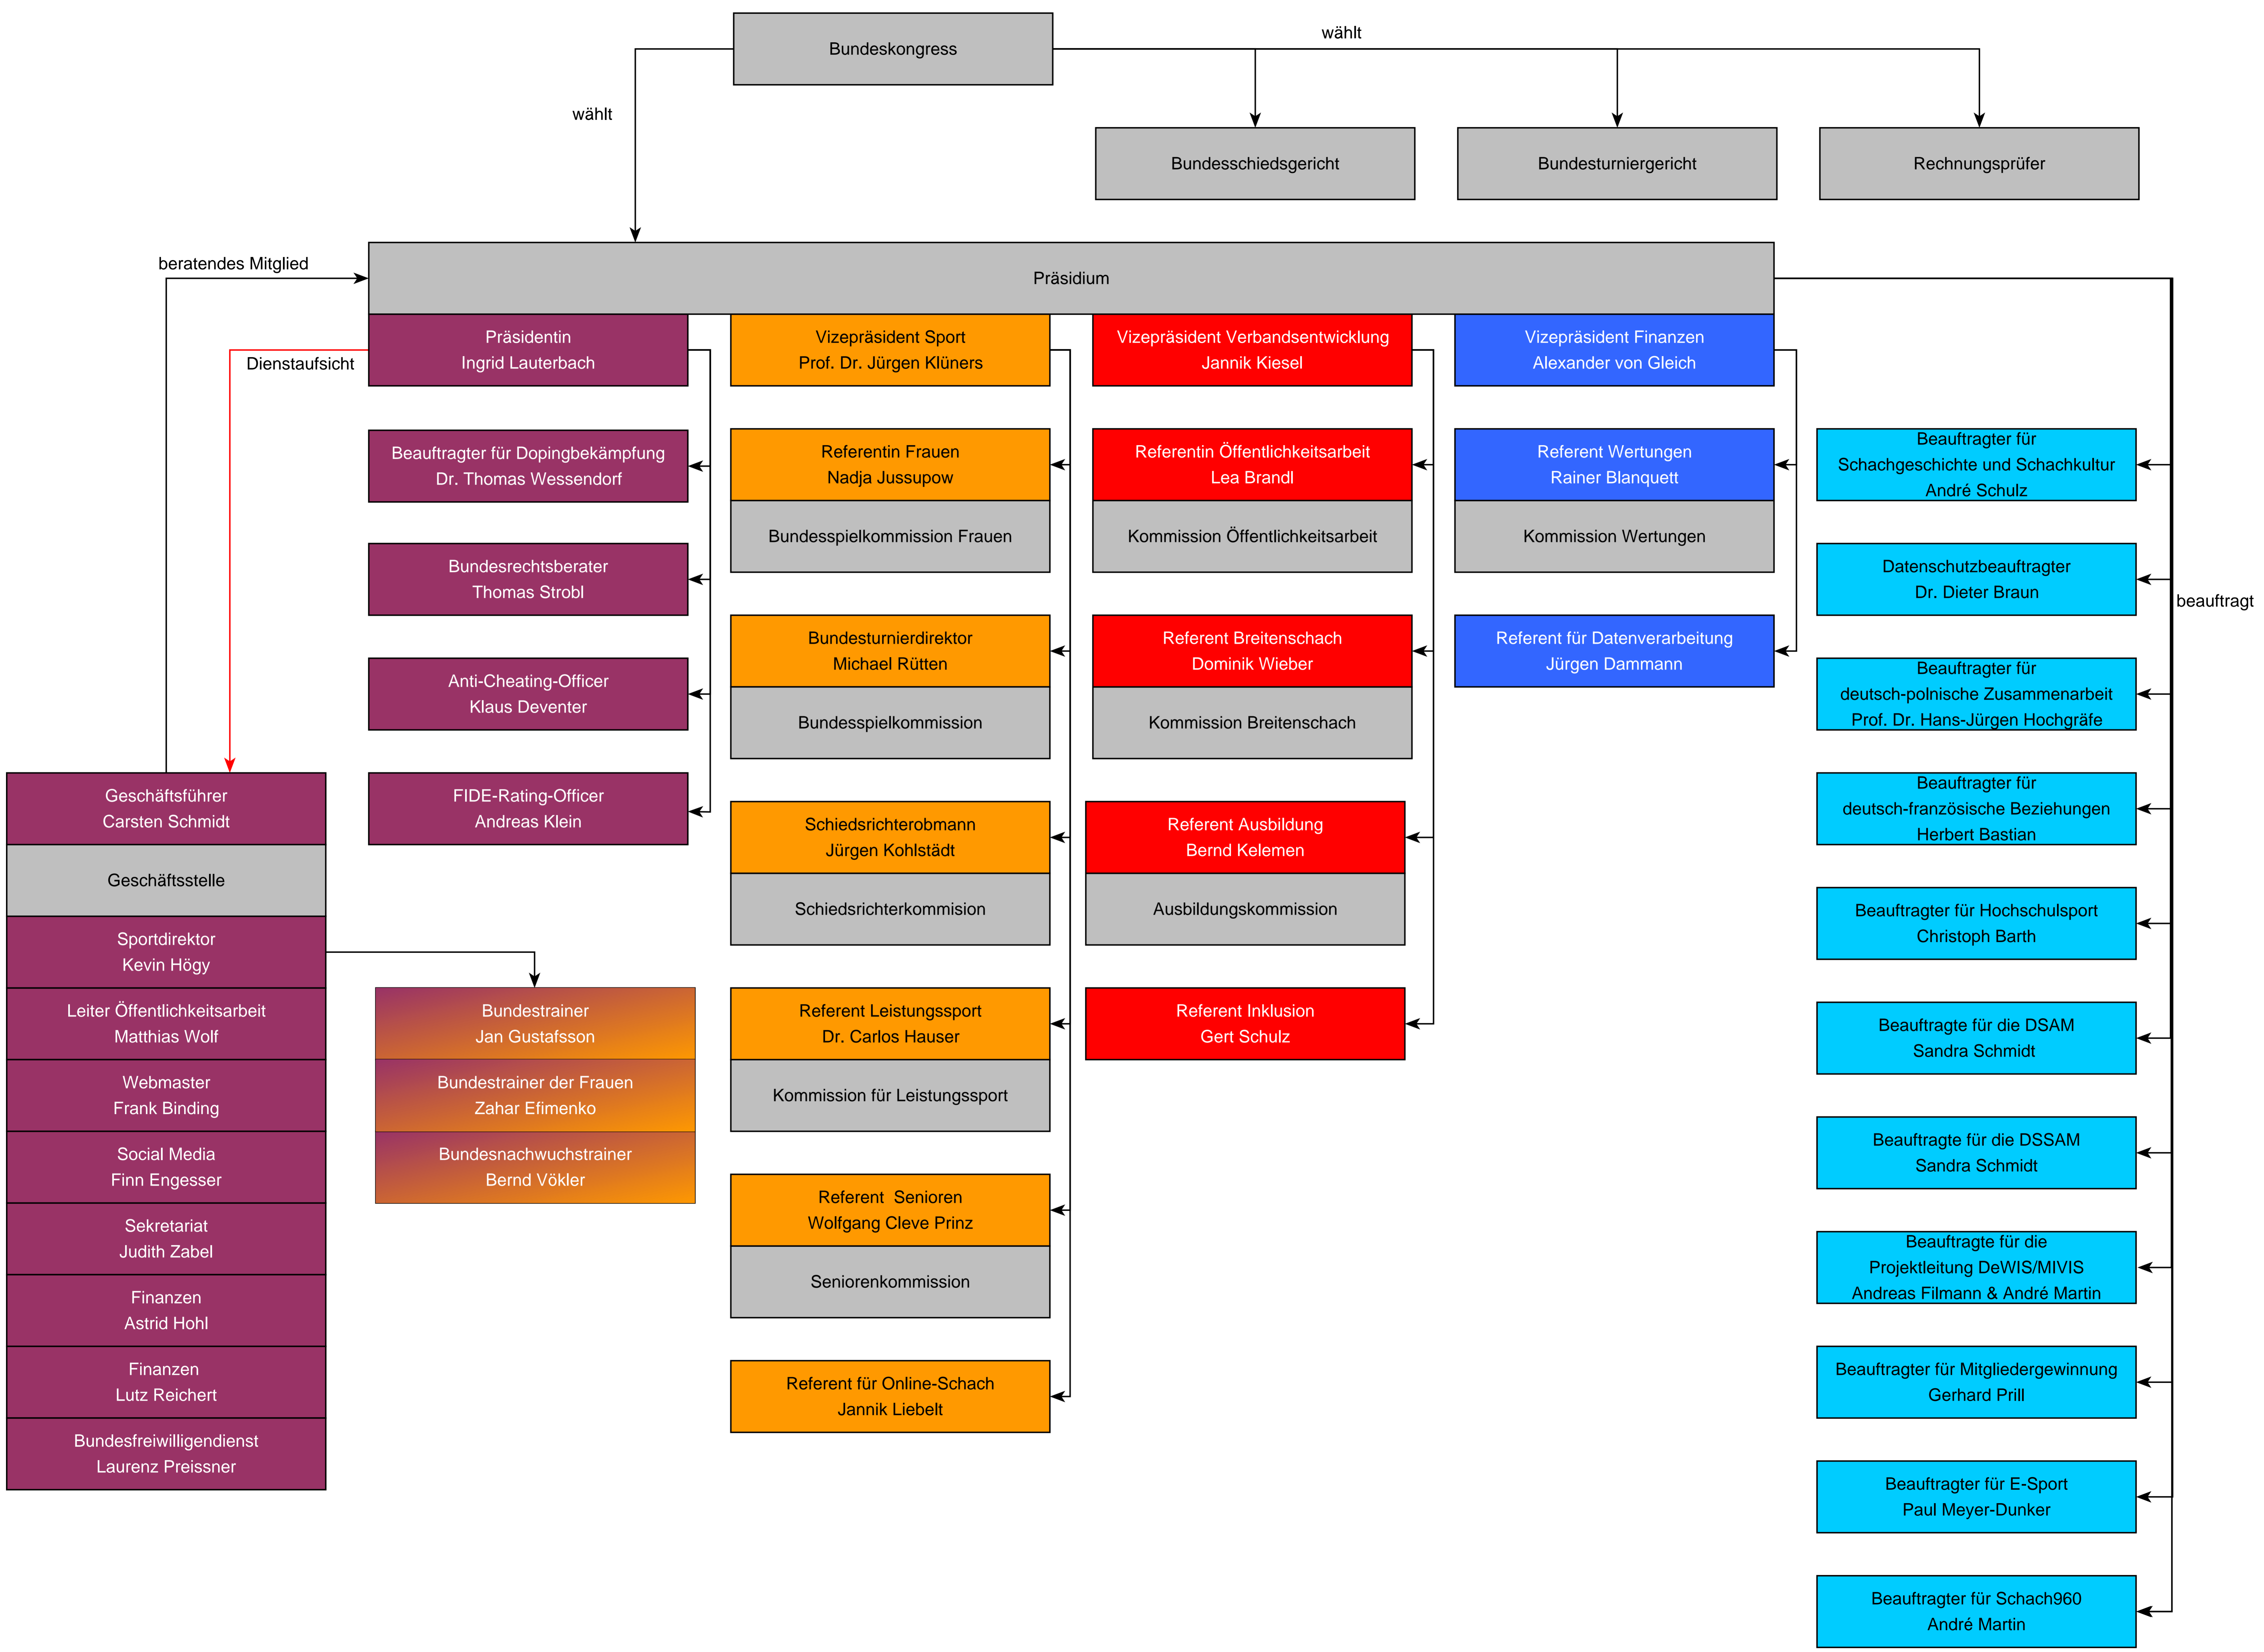 Bundeskongress
wählt
wählt
Bundesschiedsgericht
Bundesturniergericht
Rechnungsprüfer
beratendes Mitglied
Präsidium
Dienstaufsicht
Präsidentin
Ingrid Lauterbach
Beauftragter für Dopingbekämpfung
Dr. Thomas Wessendorf
Bundesrechtsberater
Thomas Strobl
Anti-Cheating-Officer
Klaus Deventer
FIDE-Rating-Officer
Andreas Klein
Vizepräsident Sport
Prof. Dr. Jürgen Klüners
Referentin Frauen
Nadja Jussupow
Bundesspielkommission Frauen
Bundesturnierdirektor
Michael Rütten
Bundesspielkommission
Schiedsrichterobmann
Jürgen Kohlstädt
Schiedsrichterkommision
Referent Leistungssport
Dr. Carlos Hauser
Kommission für Leistungssport
Referent  Senioren
Wolfgang Cleve Prinz
Seniorenkommission
Referent für Online-Schach
Jannik Liebelt
Vizepräsident Verbandsentwicklung
Jannik Kiesel
Referentin Öffentlichkeitsarbeit
Lea Brandl
Kommission Öffentlichkeitsarbeit
Referent Breitenschach
Dominik Wieber
Kommission Breitenschach
Referent Ausbildung
Bernd Kelemen
Ausbildungskommission
Referent Inklusion
Gert Schulz
Vizepräsident Finanzen
Alexander von Gleich
Referent Wertungen
Rainer Blanquett
Kommission Wertungen
Referent für Datenverarbeitung
Jürgen Dammann
beauftragt
Beauftragter für
Schachgeschichte und Schachkultur
André Schulz
Datenschutzbeauftragter
Dr. Dieter Braun
Beauftragter für
deutsch-polnische Zusammenarbeit
Prof. Dr. Hans-Jürgen Hochgräfe
Beauftragter für
deutsch-französische Beziehungen
Herbert Bastian
Beauftragter für Hochschulsport
Christoph Barth
Beauftragte für die DSAM
Sandra Schmidt
Beauftragte für die DSSAM
Sandra Schmidt
Beauftragte für die
Projektleitung DeWIS/MIVIS
Andreas Filmann & André Martin
Beauftragter für Mitgliedergewinnung
Gerhard Prill
Beauftragter für E-Sport
Paul Meyer-Dunker
Beauftragter für Schach960
André Martin
Geschäftsführer
Carsten Schmidt
Geschäftsstelle
Sportdirektor
Kevin Högy
Leiter Öffentlichkeitsarbeit
Matthias Wolf
Webmaster
Frank Binding
Social Media
Finn Engesser
Sekretariat
Judith Zabel
Finanzen
Astrid Hohl
Finanzen
Lutz Reichert
Bundesfreiwilligendienst
Laurenz Preissner
Bundestrainer
Jan Gustafsson
Bundestrainer der Frauen
Zahar Efimenko
Bundesnachwuchstrainer
Bernd Vökler